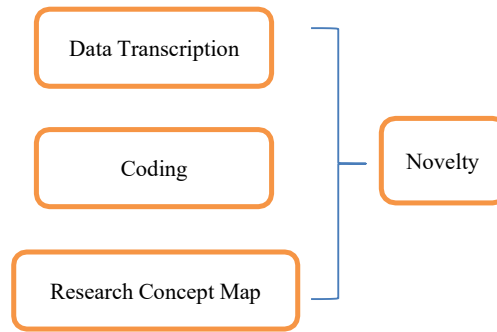 Data Transcription
Coding
Novelty
Research Concept Map